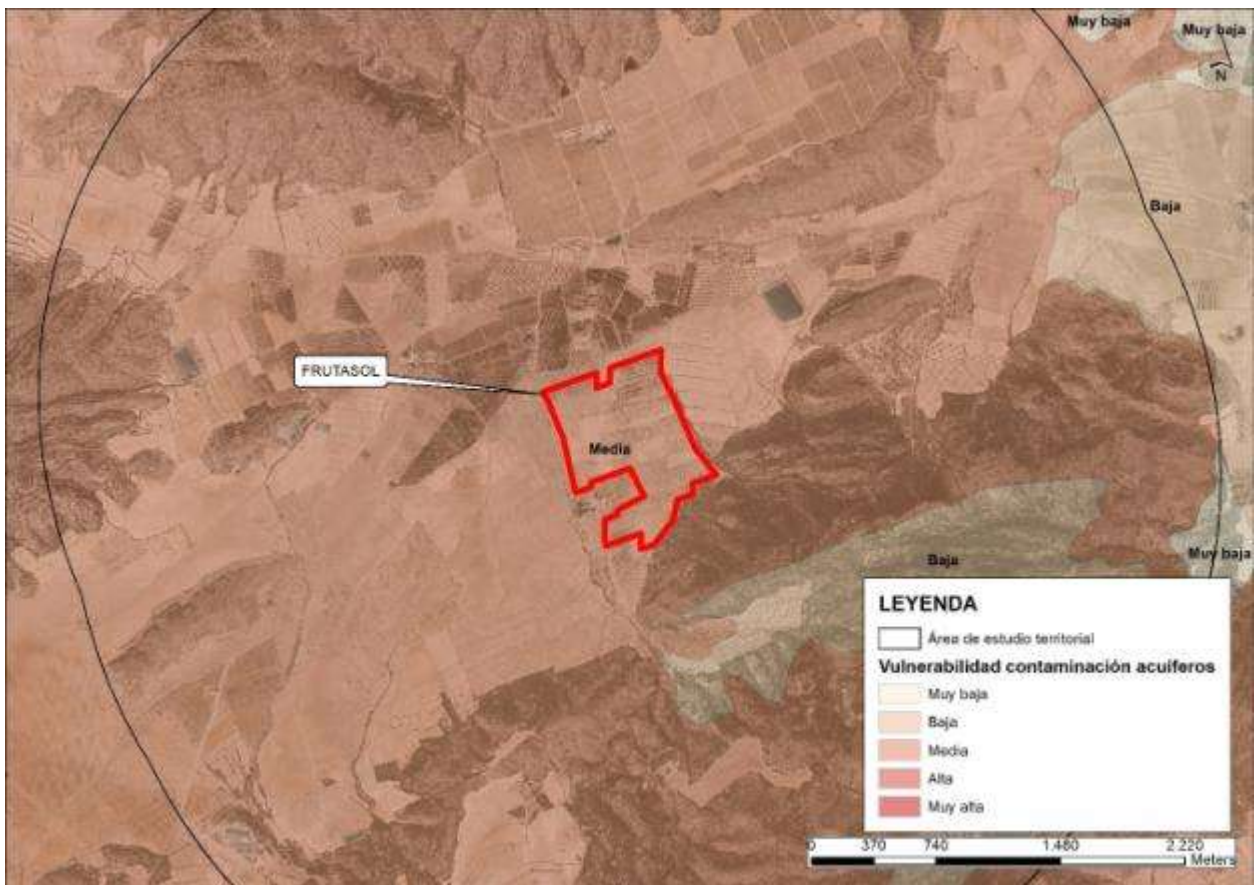 Muy baja
Muy baja
N
Baja
FRUTASOL
Media
Muy baja
Baja
LEYENDA
Área de estudio territorial
Vulnerabilidad contaminación acuíferos
Muy baja
Baja
Media
Alta
Muy alta
0 370 740 1.480 2.220
Meters